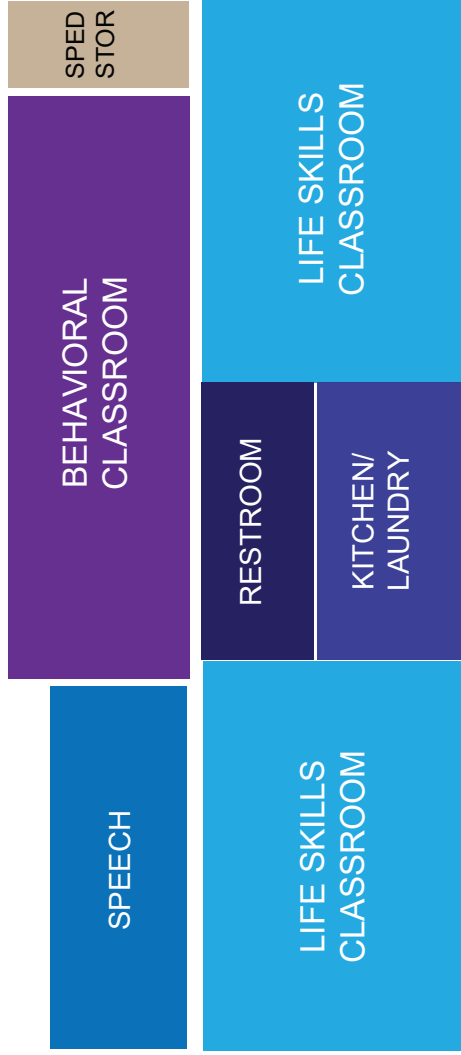 SPEECH
BEHAVIORAL
CLASSROOM
SPED
STOR
LIFE SKILLS
CLASSROOM
RESTROOM
KITCHEN/
LAUNDRY
LIFE SKILLS
CLASSROOM